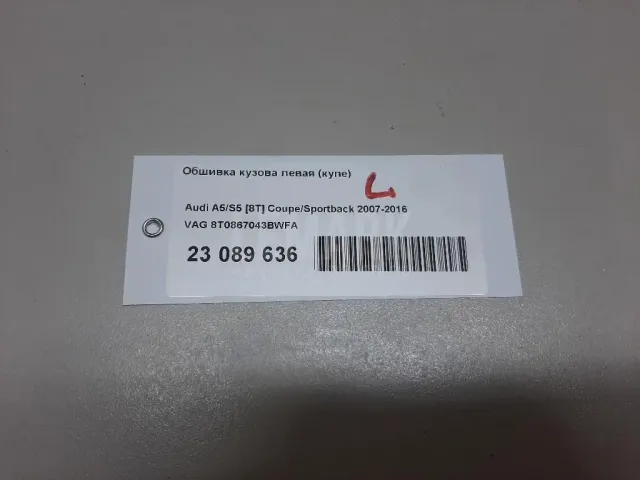 Обшивка кузова левая (купе)
L
Audi A5/S5 [8T] Coupe/Sportback 2007-2016
VAG 8T0867043BWFA
23 089 636